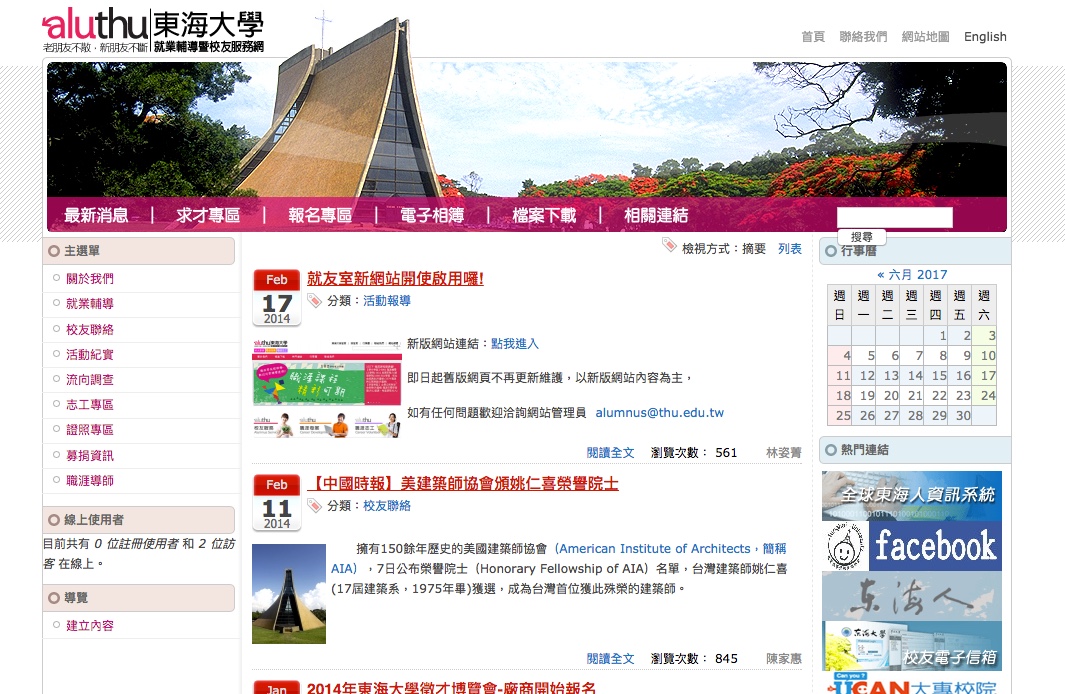 aluthu 東海大學
老朋友不散．新朋友不斷 就業輔導暨校友服務網
首頁 聯絡我們 網站地圖 English
最新消息 | 求才專區 | 報名專區 | 電子相簿 | 檔案下載 | 相關連結
搜尋
主選單
關於我們
就業輔導
校友聯絡
活動紀實
流向調查
志工專區
證照專區
募捐資訊
職涯導師
線上使用者
目前共有 0 位註冊使用者 和 2 位訪
客 在線上。
導覽
建立內容
檢視方式：摘要 列表
Feb
17
2014
就友室新網站開使啟用囉!
分類：活動報導
aluthu
職涯課程
精彩可期
新版網站連結：點我進入
即日起舊版網頁不再更新維護，以新版網站內容為主，
如有任何問題歡迎洽詢網站管理員 alumnus@thu.edu.tw
閱讀全文 瀏覽次數： 561 林姿菁
Feb
11
2014
【中國時報】美建築師協會頒姚仁喜榮譽院士
分類：校友聯絡
擁有150餘年歷史的美國建築師協會（American Institute of Architects，簡稱
AIA），7日公布榮譽院士（Honorary Fellowship of AIA）名單，台灣建築師姚仁喜
(17屆建築系，1975年畢)獲選，成為台灣首位獲此殊榮的建築師。
閱讀全文 瀏覽次數： 845 陳家惠
Jan
2014年東海大學徵才博覽會-廠商開始報名
行事曆
« 六月 2017
週日 週一 週二 週三 週四 週五 週六
1 2 3
4 5 6 7 8 9 10
11 12 13 14 15 16 17
18 19 20 21 22 23 24
25 26 27 28 29 30
熱門連結
全球東海人資訊系統
facebook
东海人
東海大學
校友電子信箱
Can you ?
UCAN大專校院